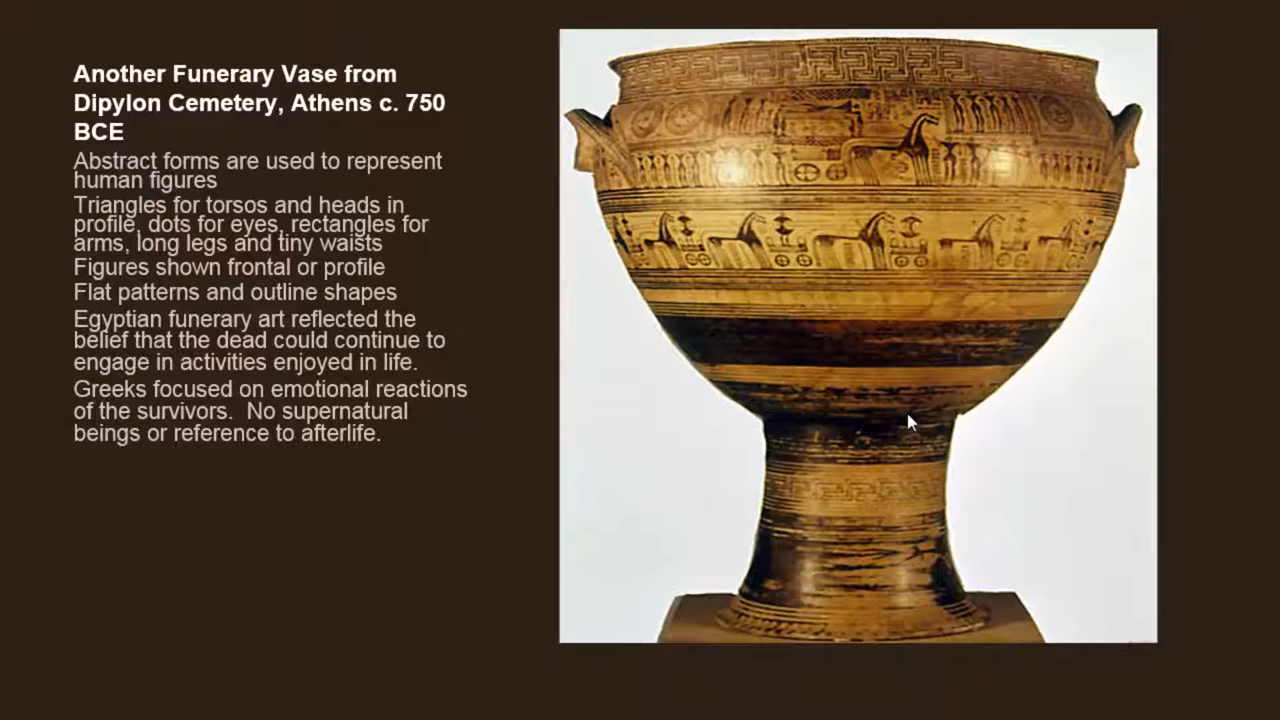 Another Funerary Vase from
Dipylon Cemetery, Athens c. 750
BCE
Abstract forms are used to represent
human figures
Triangles for torsos and heads in
profile, dots for eyes, rectangles for
arms, long legs and tiny waists
Figures shown frontal or profile
Flat patterns and outline shapes
Egyptian funerary art reflected the
belief that the dead could continue to
engage in activities enjoyed in life.
Greeks focused on emotional reactions
of the survivors.  No supernatural
beings or reference to afterlife.